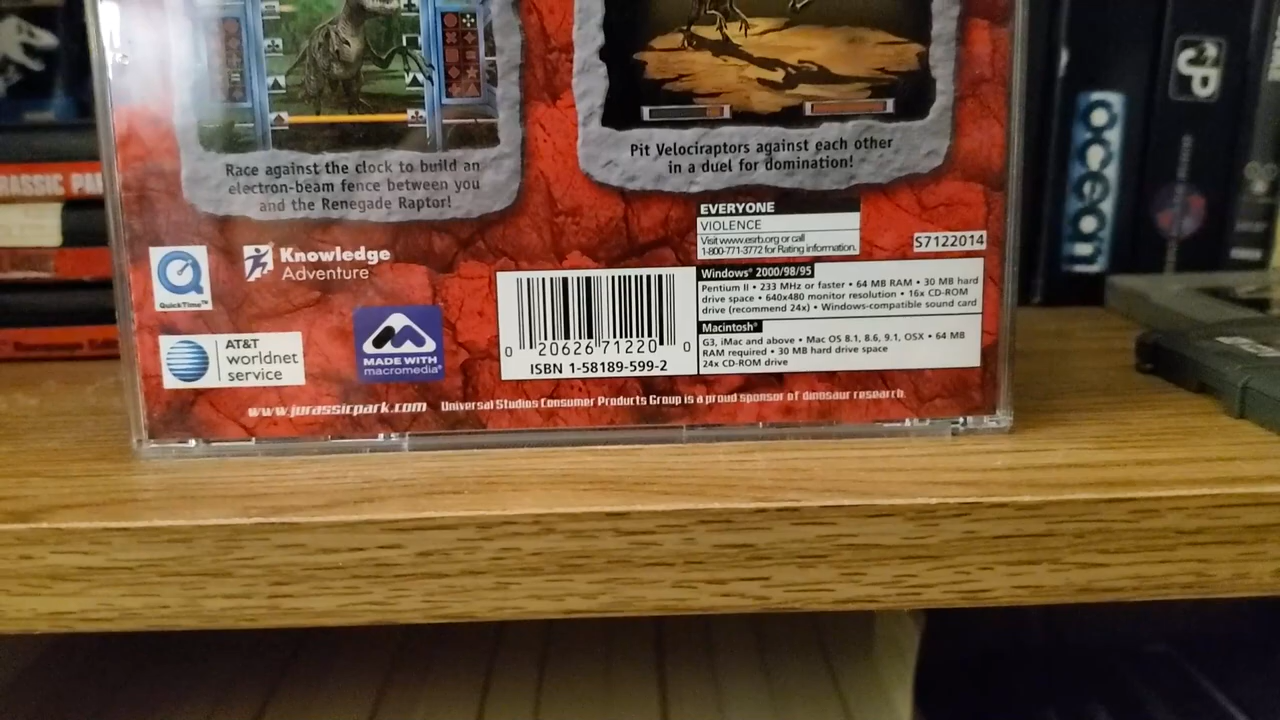 JURASSIC PA
ocean
JP
Race against the clock to build an
electron-beam fence between you
and the Renegade Raptor!
Pit Velociraptors against each other
in a duel for domination!
EVERYONE
VIOLENCE
Visit www.esrb.org or call
1-800-771-3772 for Rating information.
S7122014
QuickTime™
Knowledge
Adventure
AT&T
worldnet
service
MADE WITH
macromedia®
0 20626 71220 0
ISBN 1-58189-599-2
Windows® 2000/98/95
Pentium II • 233 MHz or faster • 64 MB RAM • 30 MB hard
drive space • 640x480 monitor resolution • 16x CD-ROM
drive (recommend 24x) • Windows-compatible sound card
Macintosh®
G3, iMac and above • Mac OS 8.1, 8.6, 9.1, OSX • 64 MB
RAM required • 30 MB hard drive space
24x CD-ROM drive
www.jurassicpark.com Universal Studios Consumer Products Group is a proud sponsor of dinosaur research.